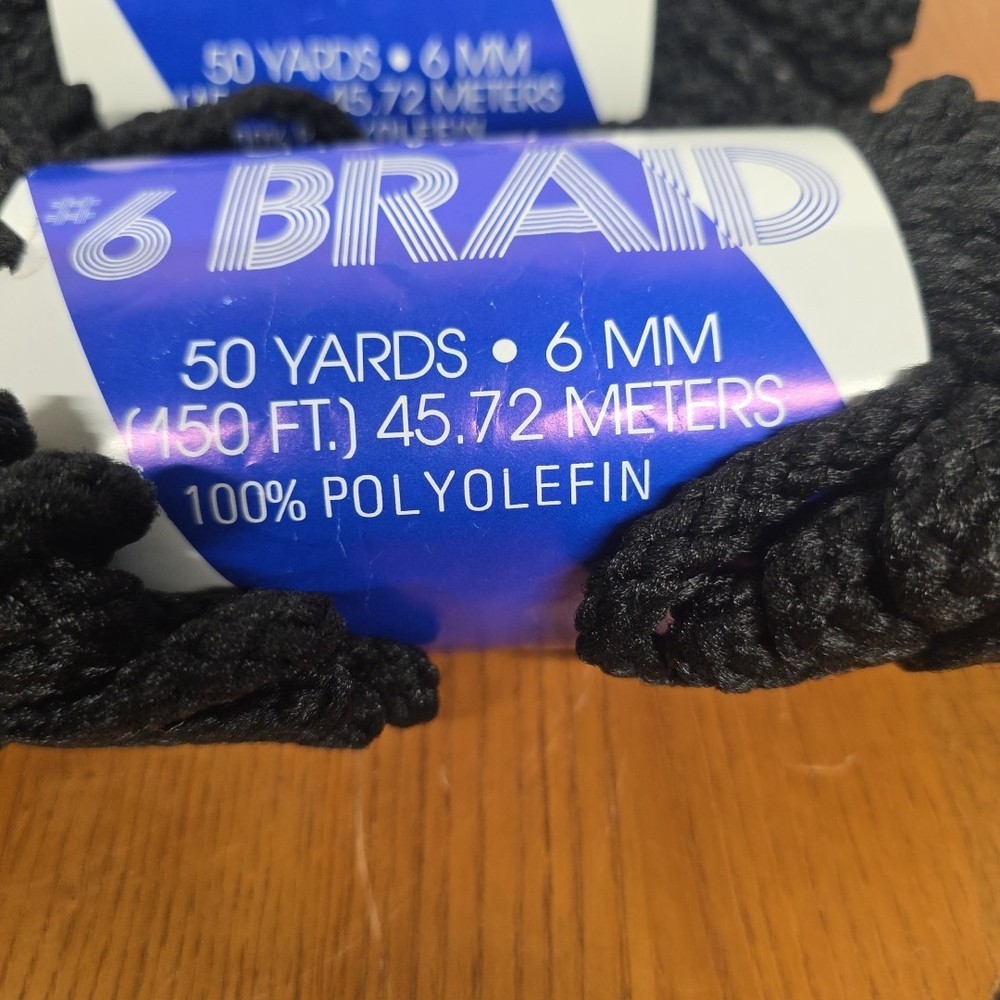 50 YARDS • 6 MM
45.72 METERS
#6 BRAID
50 YARDS • 6 MM
(150 FT.) 45.72 METERS
100% POLYOLEFIN